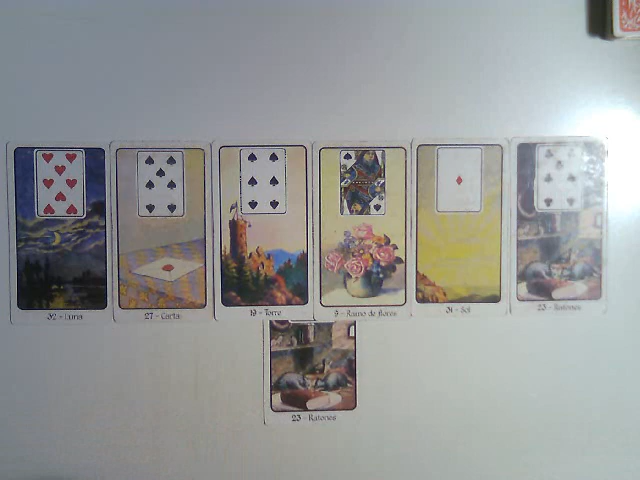 32 - Luna
27 - Carta
19 - Torre
9 - Ramo de flores
31 - Sol
23 - Ratones
23 - Ratones